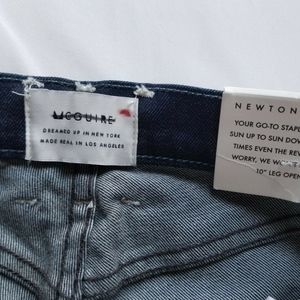 MCGUIRE
DREAMED UP IN NEW YORK
MADE REAL IN LOS ANGELES
NEWTON
YOUR GO-TO STAPL
SUN UP TO SUN DOW
TIMES EVEN THE REV
WORRY, WE WON'T
10" LEG OPEN